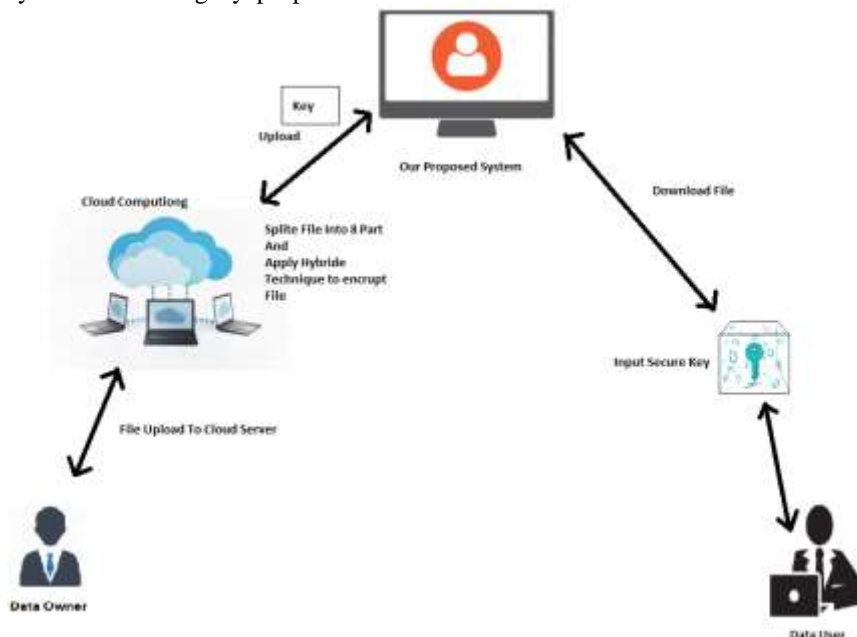 Key
Upload
Our Proposed System
Download File
Cloud Computiong
Splite File Into 8 Part
And
Apply Hybride
Technique to encrupt
File
Input Secure Key
File Upload To Cloud Server
Data Owner
Data User